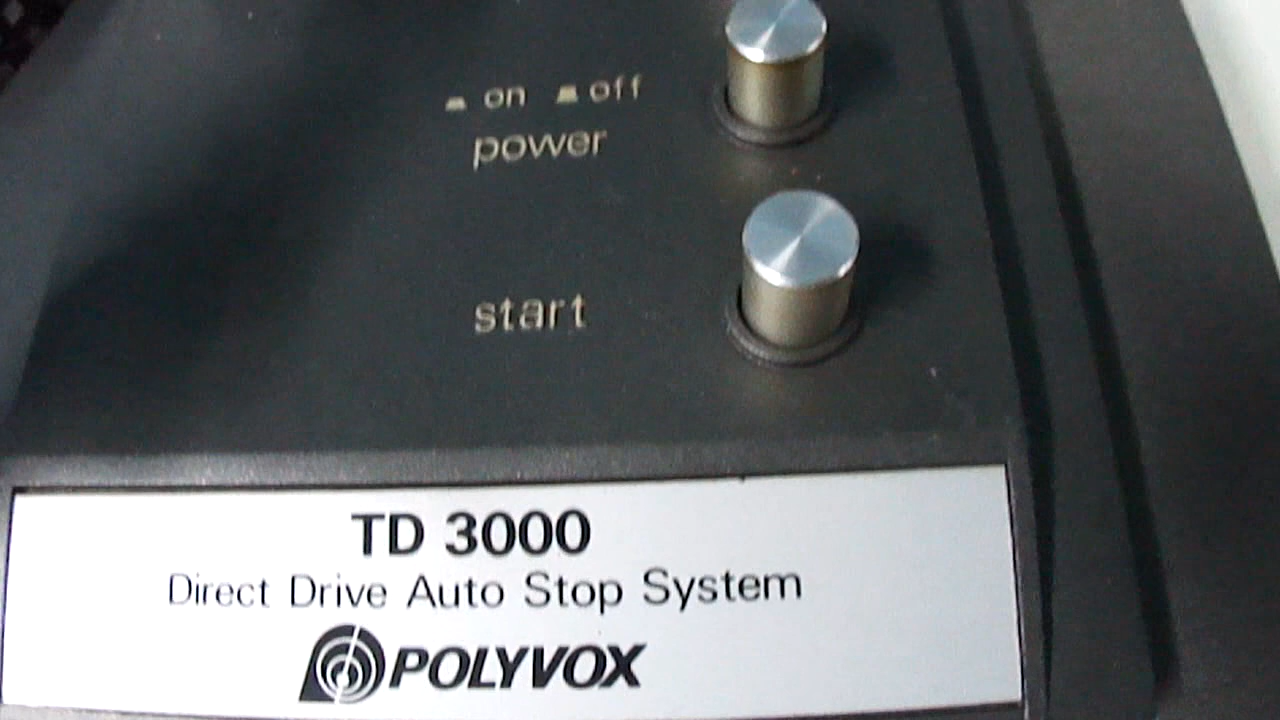 on off
power
start
TD 3000
Direct Drive Auto Stop System
POLYVOX